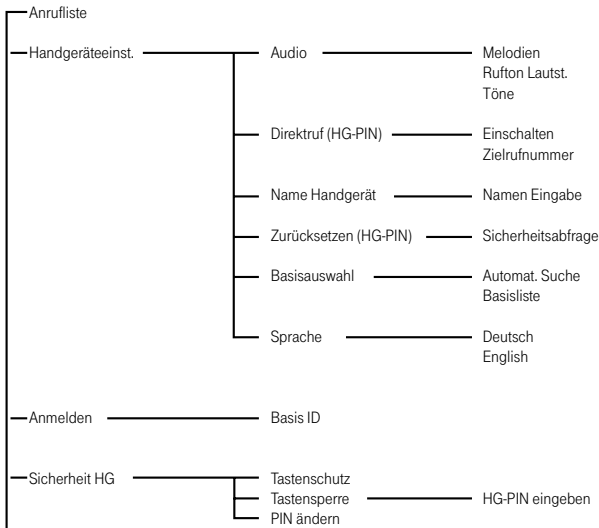 Anrufliste
Handgeräteeinst.
Audio
Melodien
Rufton Lautst.
Töne
Direktruf (HG-PIN)
Einschalten
Zielrufnummer
Name Handgerät
Namen Eingabe
Zurücksetzen (HG-PIN)
Sicherheitsabfrage
Basisauswahl
Automat. Suche
Basisliste
Sprache
Deutsch
English
Anmelden
Basis ID
Sicherheit HG
Tastenschutz
Tastensperre
HG-PIN eingeben
PIN ändern